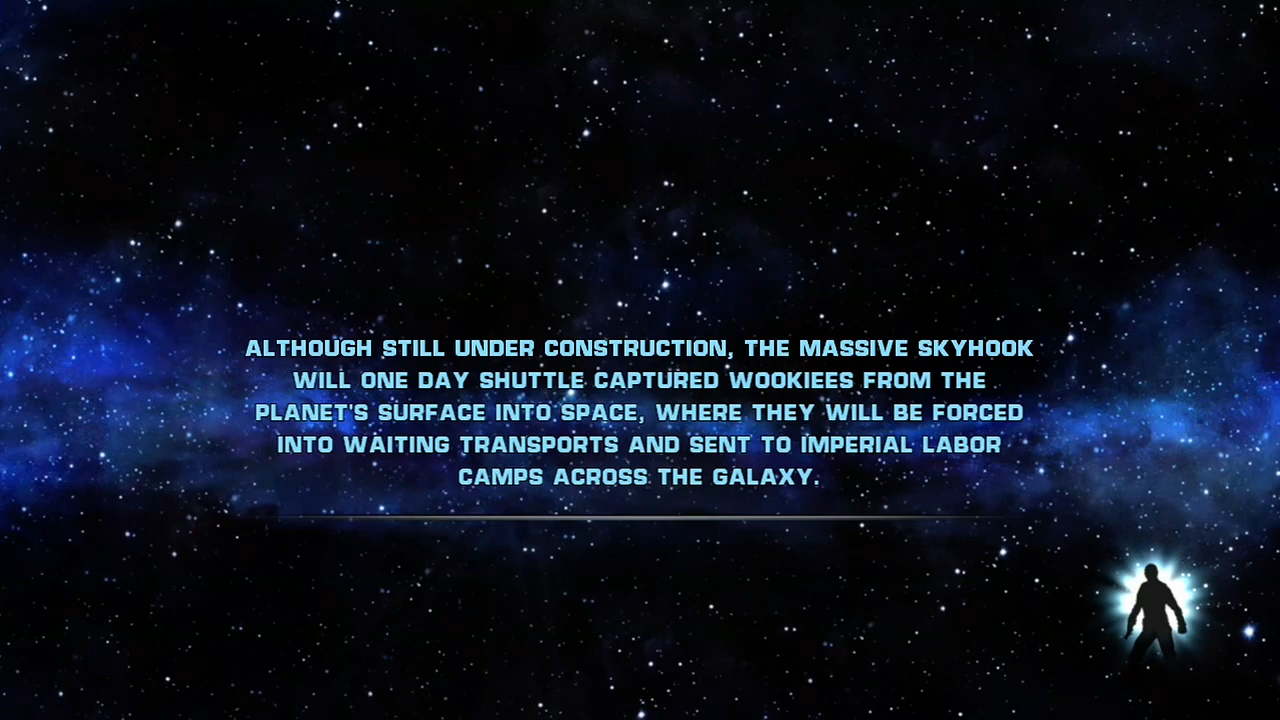 ALTHOUGH STILL UNDER CONSTRUCTION, THE MASSIVE SKYHOOK
WILL ONE DAY SHUTTLE CAPTURED WOOKIEES FROM THE
PLANET'S SURFACE INTO SPACE, WHERE THEY WILL BE FORCED
INTO WAITING TRANSPORTS AND SENT TO IMPERIAL LABOR
CAMPS ACROSS THE GALAXY.